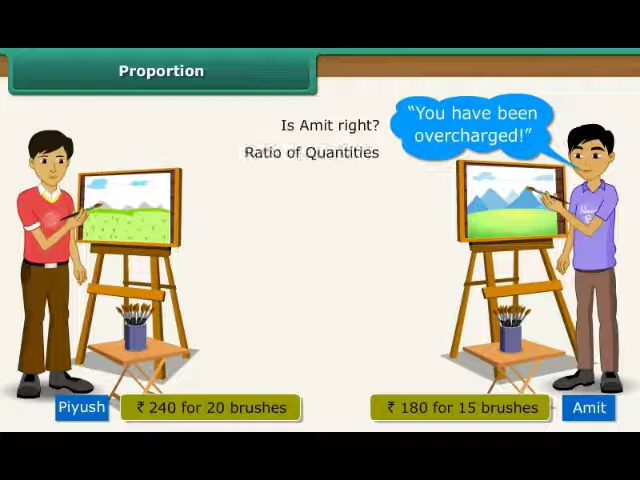 Proportion
Is Amit right?
"You have been
overcharged!"
Ratio of Quantities
Piyush
₹ 240 for 20 brushes
₹ 180 for 15 brushes
Amit